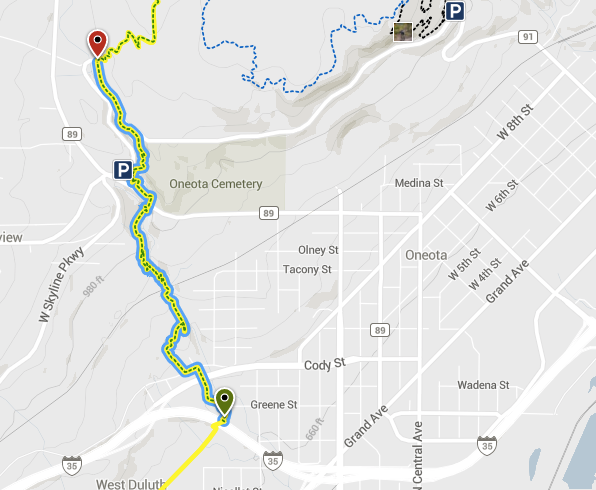 P
91
W 8th St
89
P
Oneota Cemetery
Medina St
W 6th St
89
view
Olney St
Oneota
Tacony St
W 5th St
W 4th St
W Skyline Pkwy
980 ft
Grand Ave
89
Cody St
Wadena St
Greene St
Grand Ave
660 ft
N Central Ave
35
35
35
West Duluth
Nicollet St